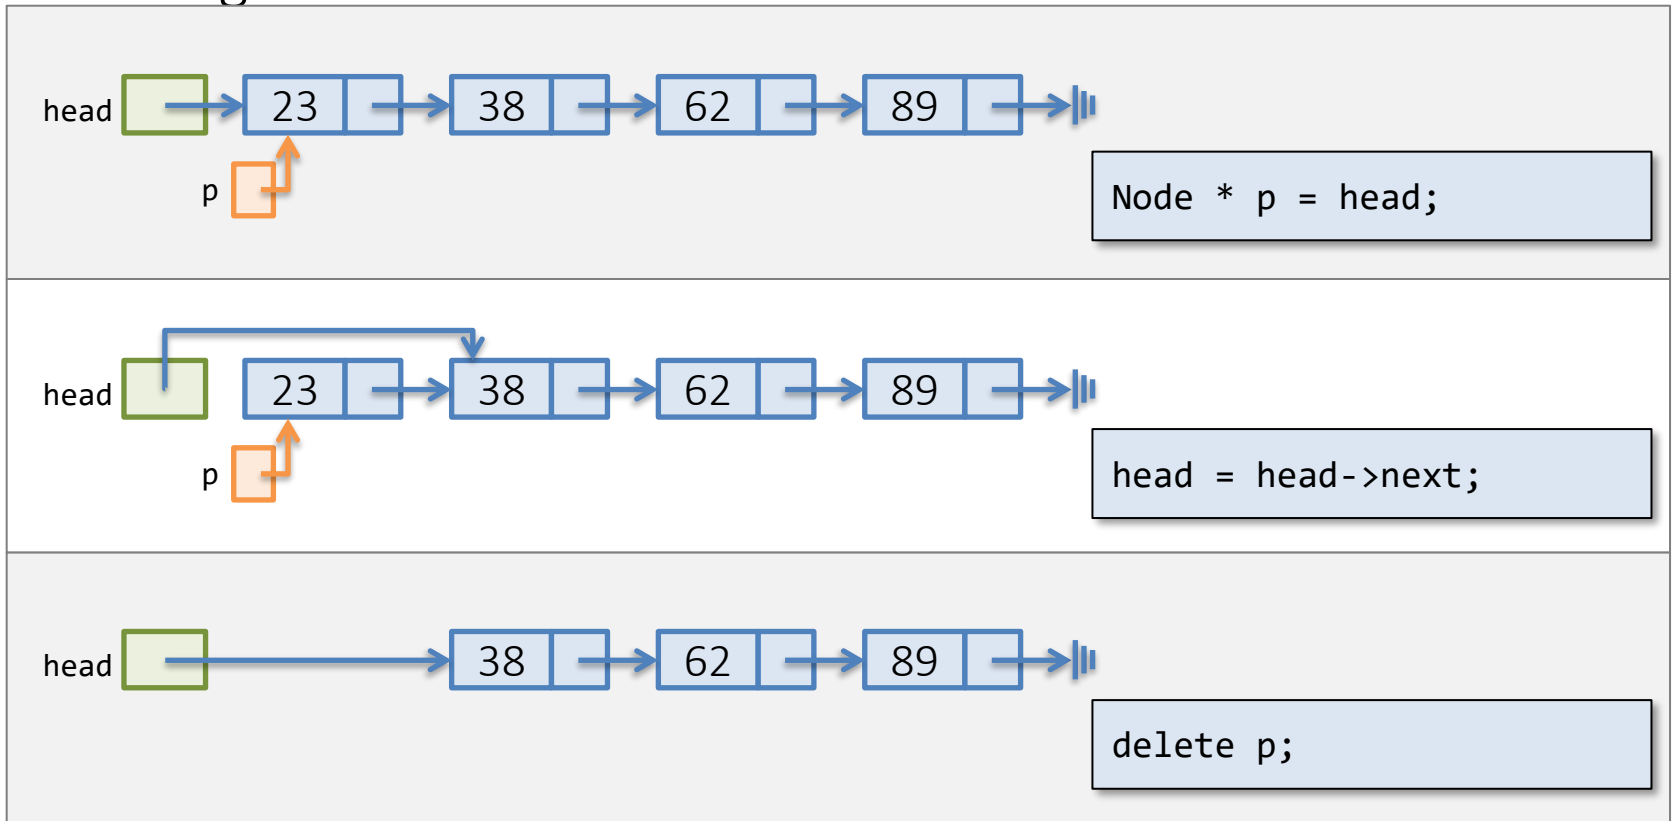 head 23 38 62 89
p
Node * p = head;
head 23 38 62 89
p
head = head->next;
head 38 62 89
delete p;